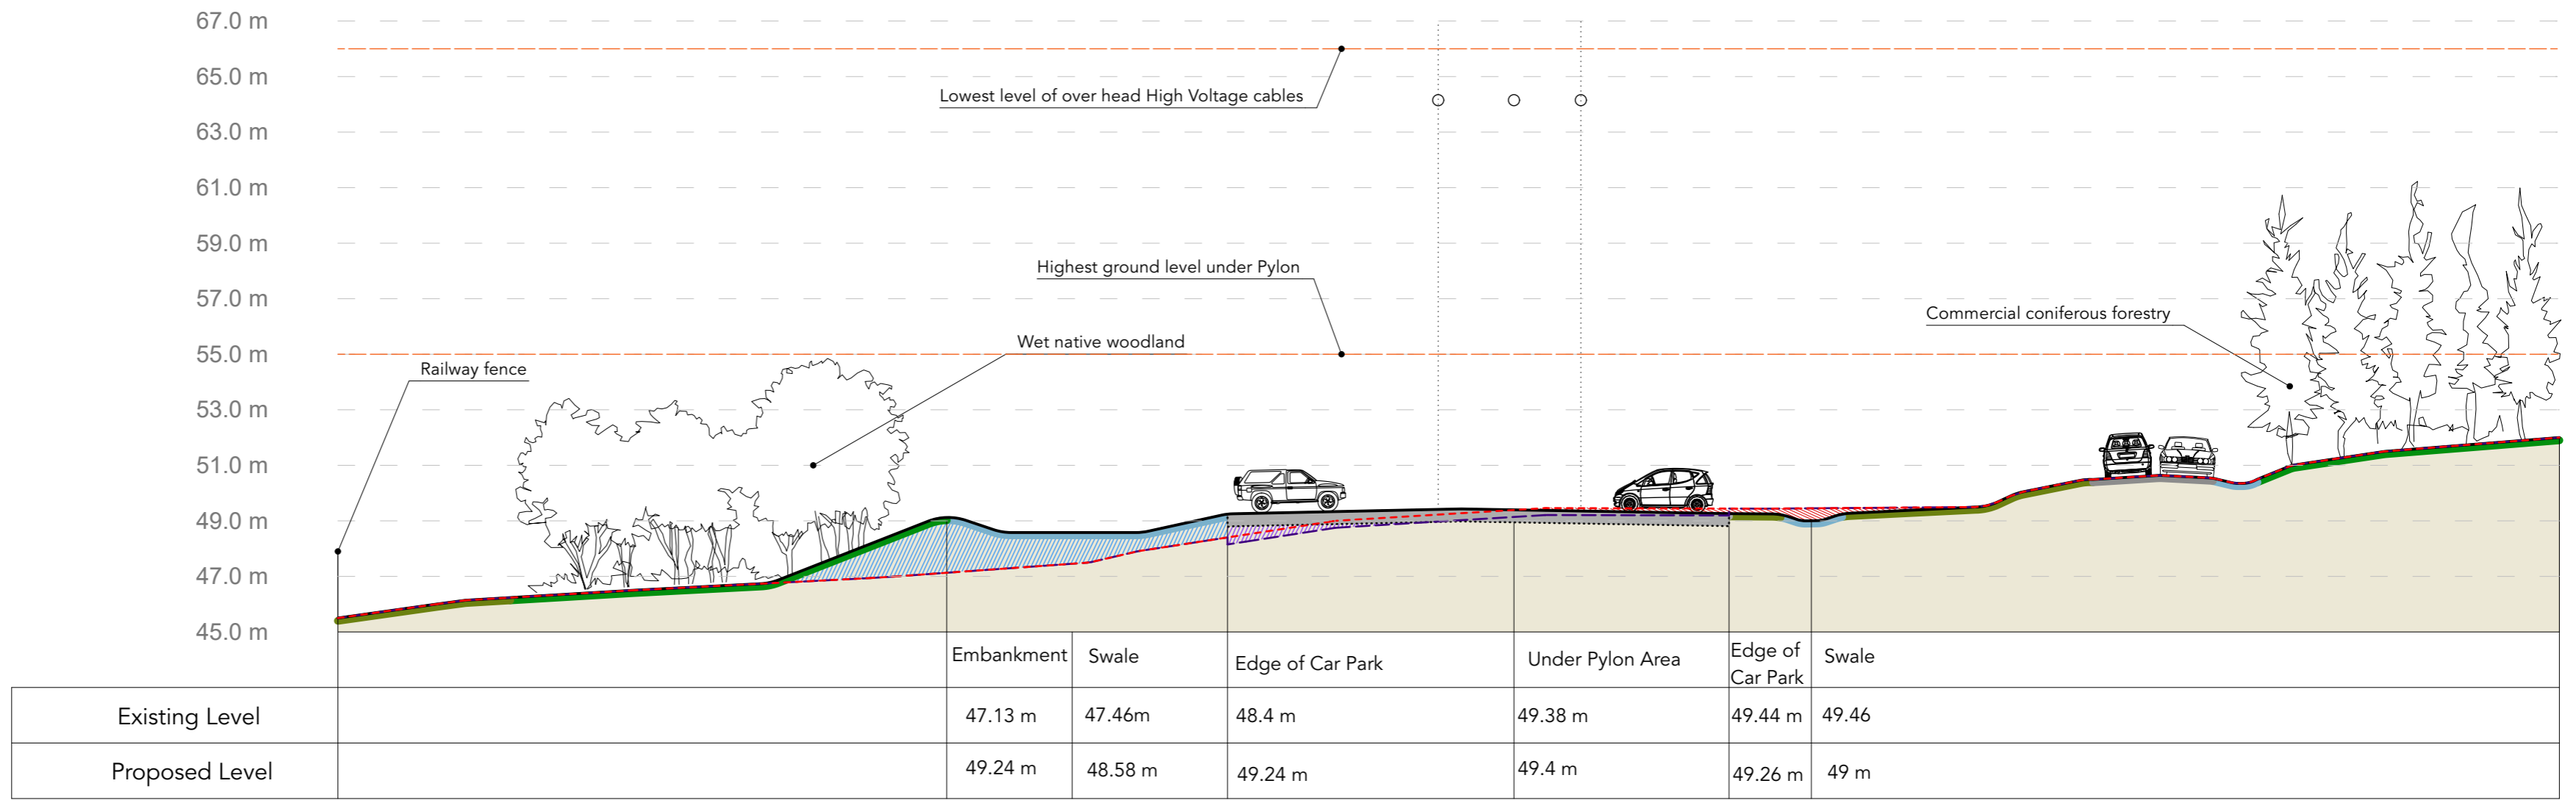 67.0 m
65.0 m
Lowest level of over head High Voltage cables
63.0 m
61.0 m
59.0 m
Highest ground level under Pylon
57.0 m
Commercial coniferous forestry
Wet native woodland
55.0 m
Railway fence
53.0 m
51.0 m
49.0 m
47.0 m
45.0 m
Embankment Swale Edge of Car Park Under Pylon Area Edge of Swale
Car Park
Existing Level 47.13 m 47.46m 48.4 m 49.38 m 49.44 m 49.46
Proposed Level 49.24 m 48.58 m 49.24 m 49.4 m 49.26 m 49 m